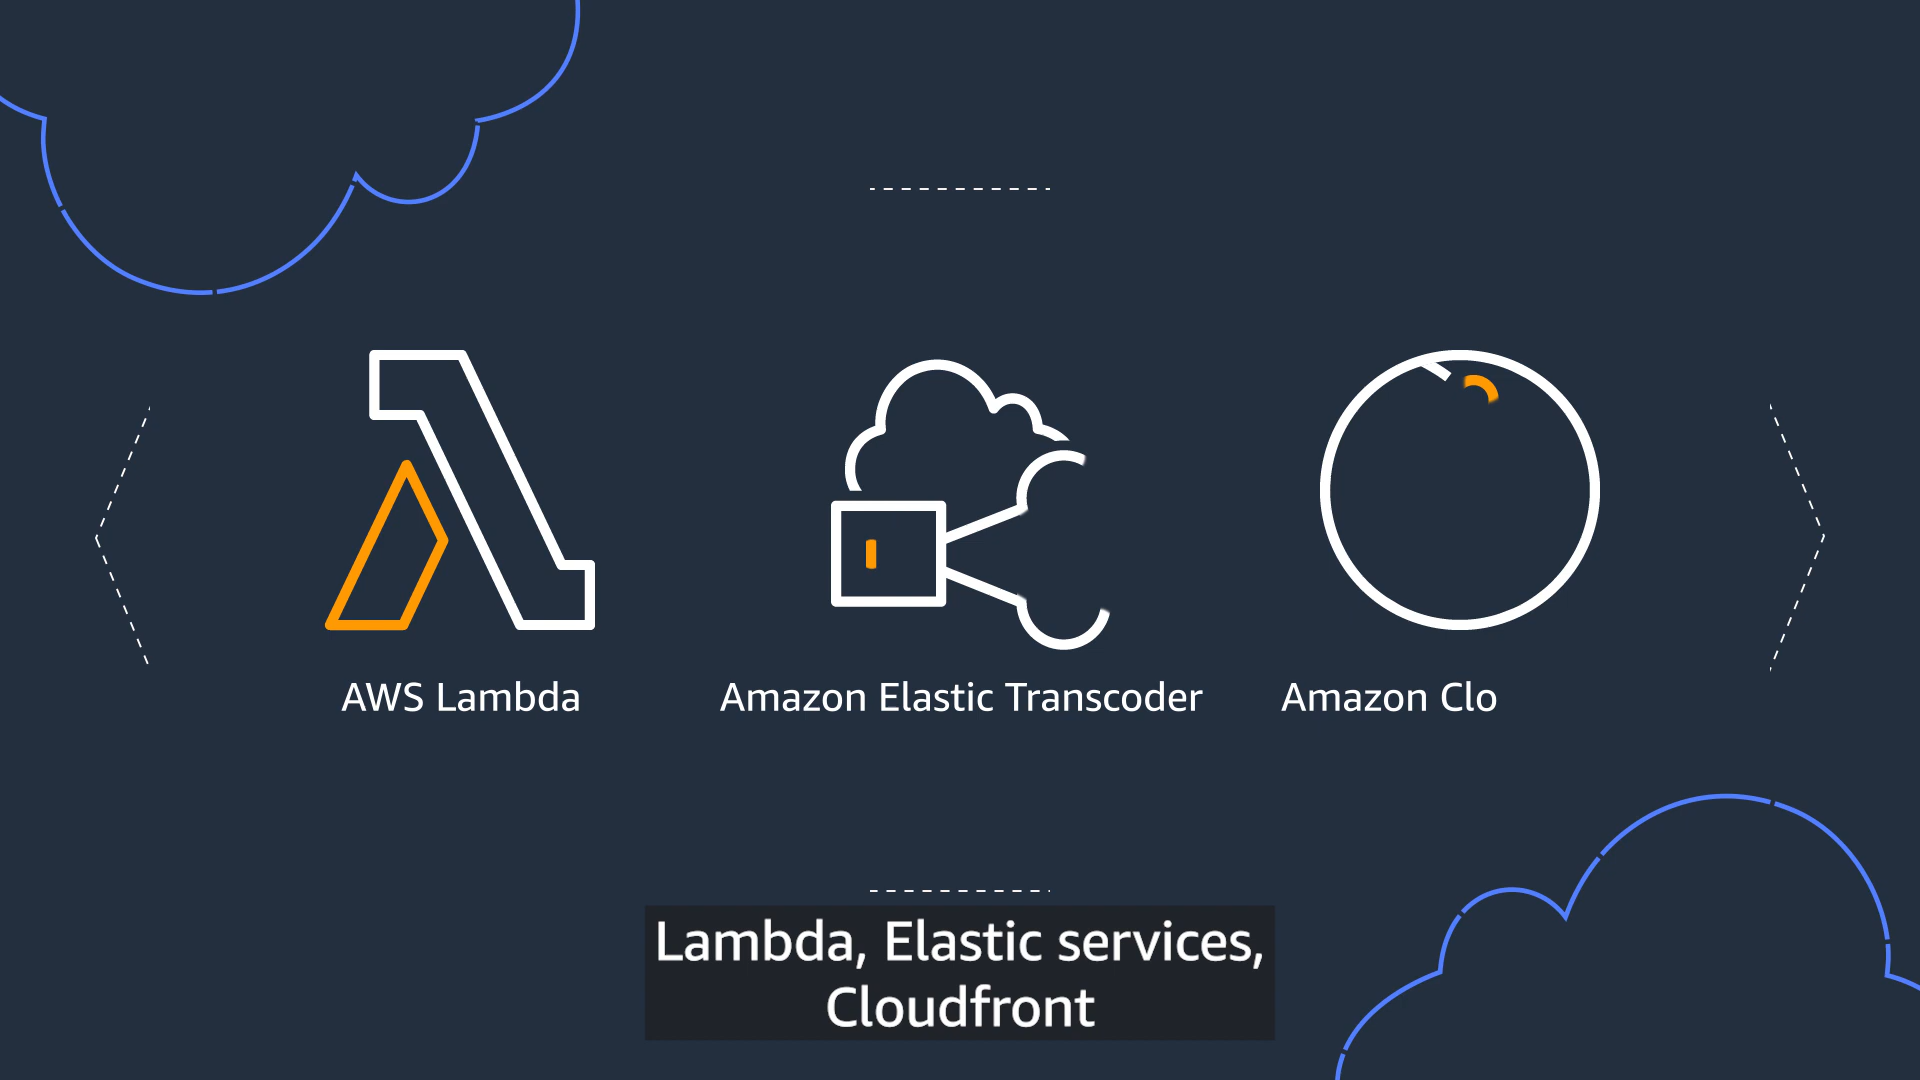 AWS Lambda
Amazon Elastic Transcoder
Amazon Clo
Lambda, Elastic services,
Cloudfront